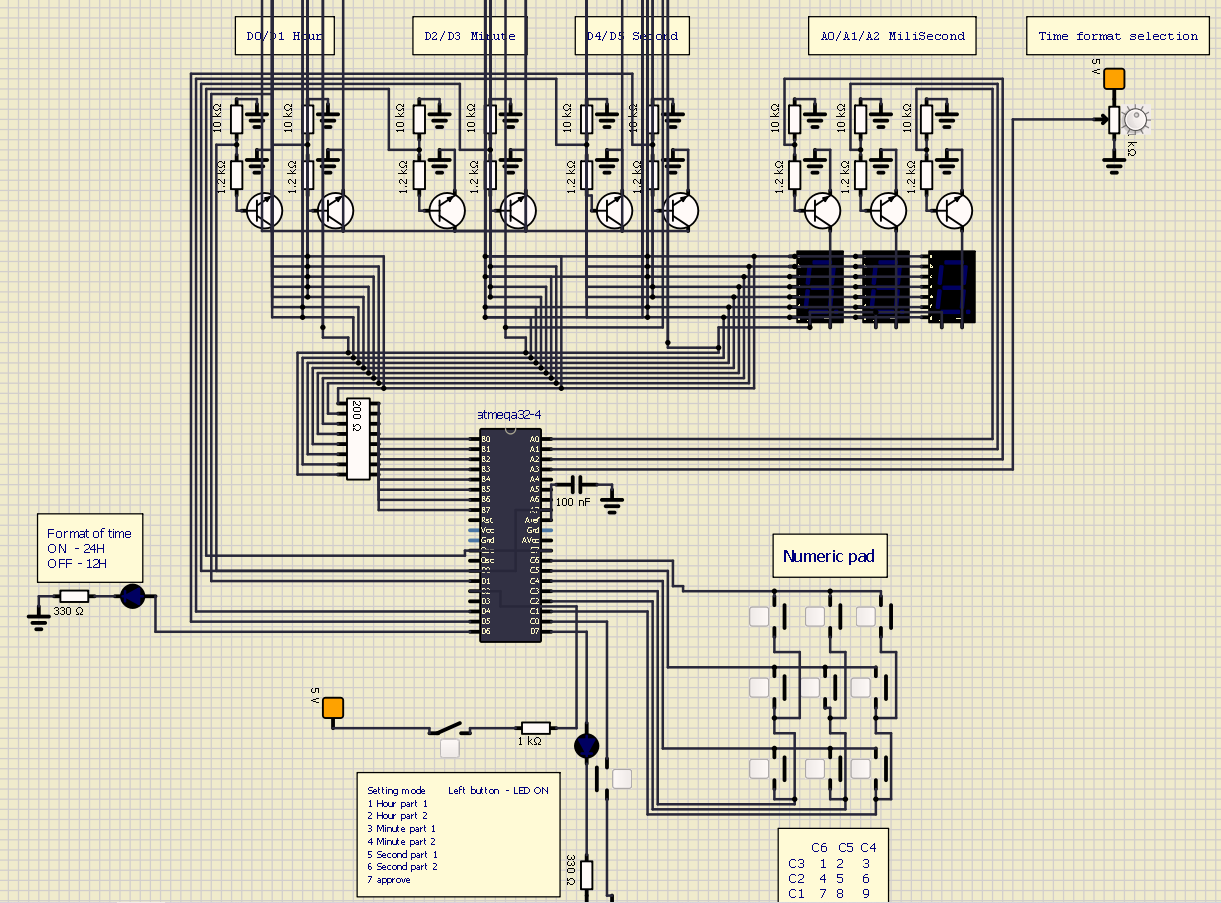 D0/D1 Hour
D2/D3 Minute
D4/D5 Second
A0/A1/A2 MiliSecond
Time format selection
5 V
10 kΩ
10 kΩ
10 kΩ
10 kΩ
10 kΩ
10 kΩ
10 kΩ
10 kΩ
10 kΩ
kΩ
1.2 kΩ
1.2 kΩ
1.2 kΩ
1.2 kΩ
1.2 kΩ
1.2 kΩ
1.2 kΩ
1.2 kΩ
1.2 kΩ
200 Ω
atmega32-4
B0 A0
B1 A1
B2 A2
B3 A3
B4 A4
B5 A5
B6 A6
B7
Rst Aref
Vcc Gnd
Gnd AVcc
Osc C6
C5
D1 C4
C3
D3 C2
D4 C1
D5 C0
D6 D7
100 nF
Format of time
ON - 24H
OFF - 12H
330 Ω
Numeric pad
5 V
1 kΩ
Setting mode Left button - LED ON
1 Hour part 1
2 Hour part 2
3 Minute part 1
4 Minute part 2
5 Second part 1
6 Second part 2
7 approve
330 Ω
C6 C5 C4
C3 1 2 3
C2 4 5 6
C1 7 8 9